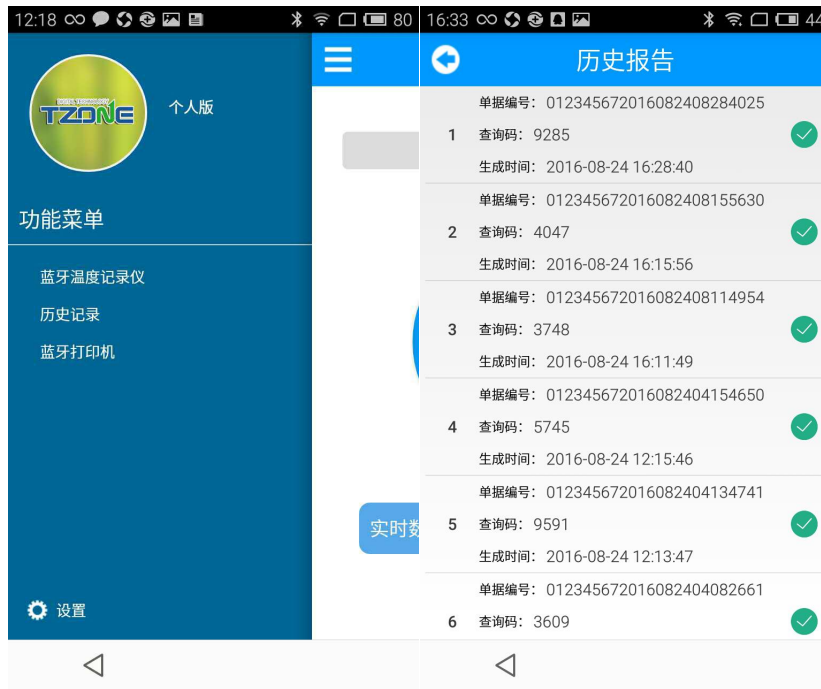 12:18
80
DIGITAL TECHNOLOGY
TZONE
个人版
功能菜单
蓝牙温度记录仪
历史记录
蓝牙打印机
实时数
设置
16:33
44
历史报告
单据编号： 012345672016082408284025
1 查询码： 9285
生成时间： 2016-08-24 16:28:40
单据编号： 012345672016082408155630
2 查询码： 4047
生成时间： 2016-08-24 16:15:56
单据编号： 012345672016082408114954
3 查询码： 3748
生成时间： 2016-08-24 16:11:49
单据编号： 012345672016082404154650
4 查询码： 5745
生成时间： 2016-08-24 12:15:46
单据编号： 012345672016082404134741
5 查询码： 9591
生成时间： 2016-08-24 12:13:47
单据编号： 012345672016082404082661
6 查询码： 3609